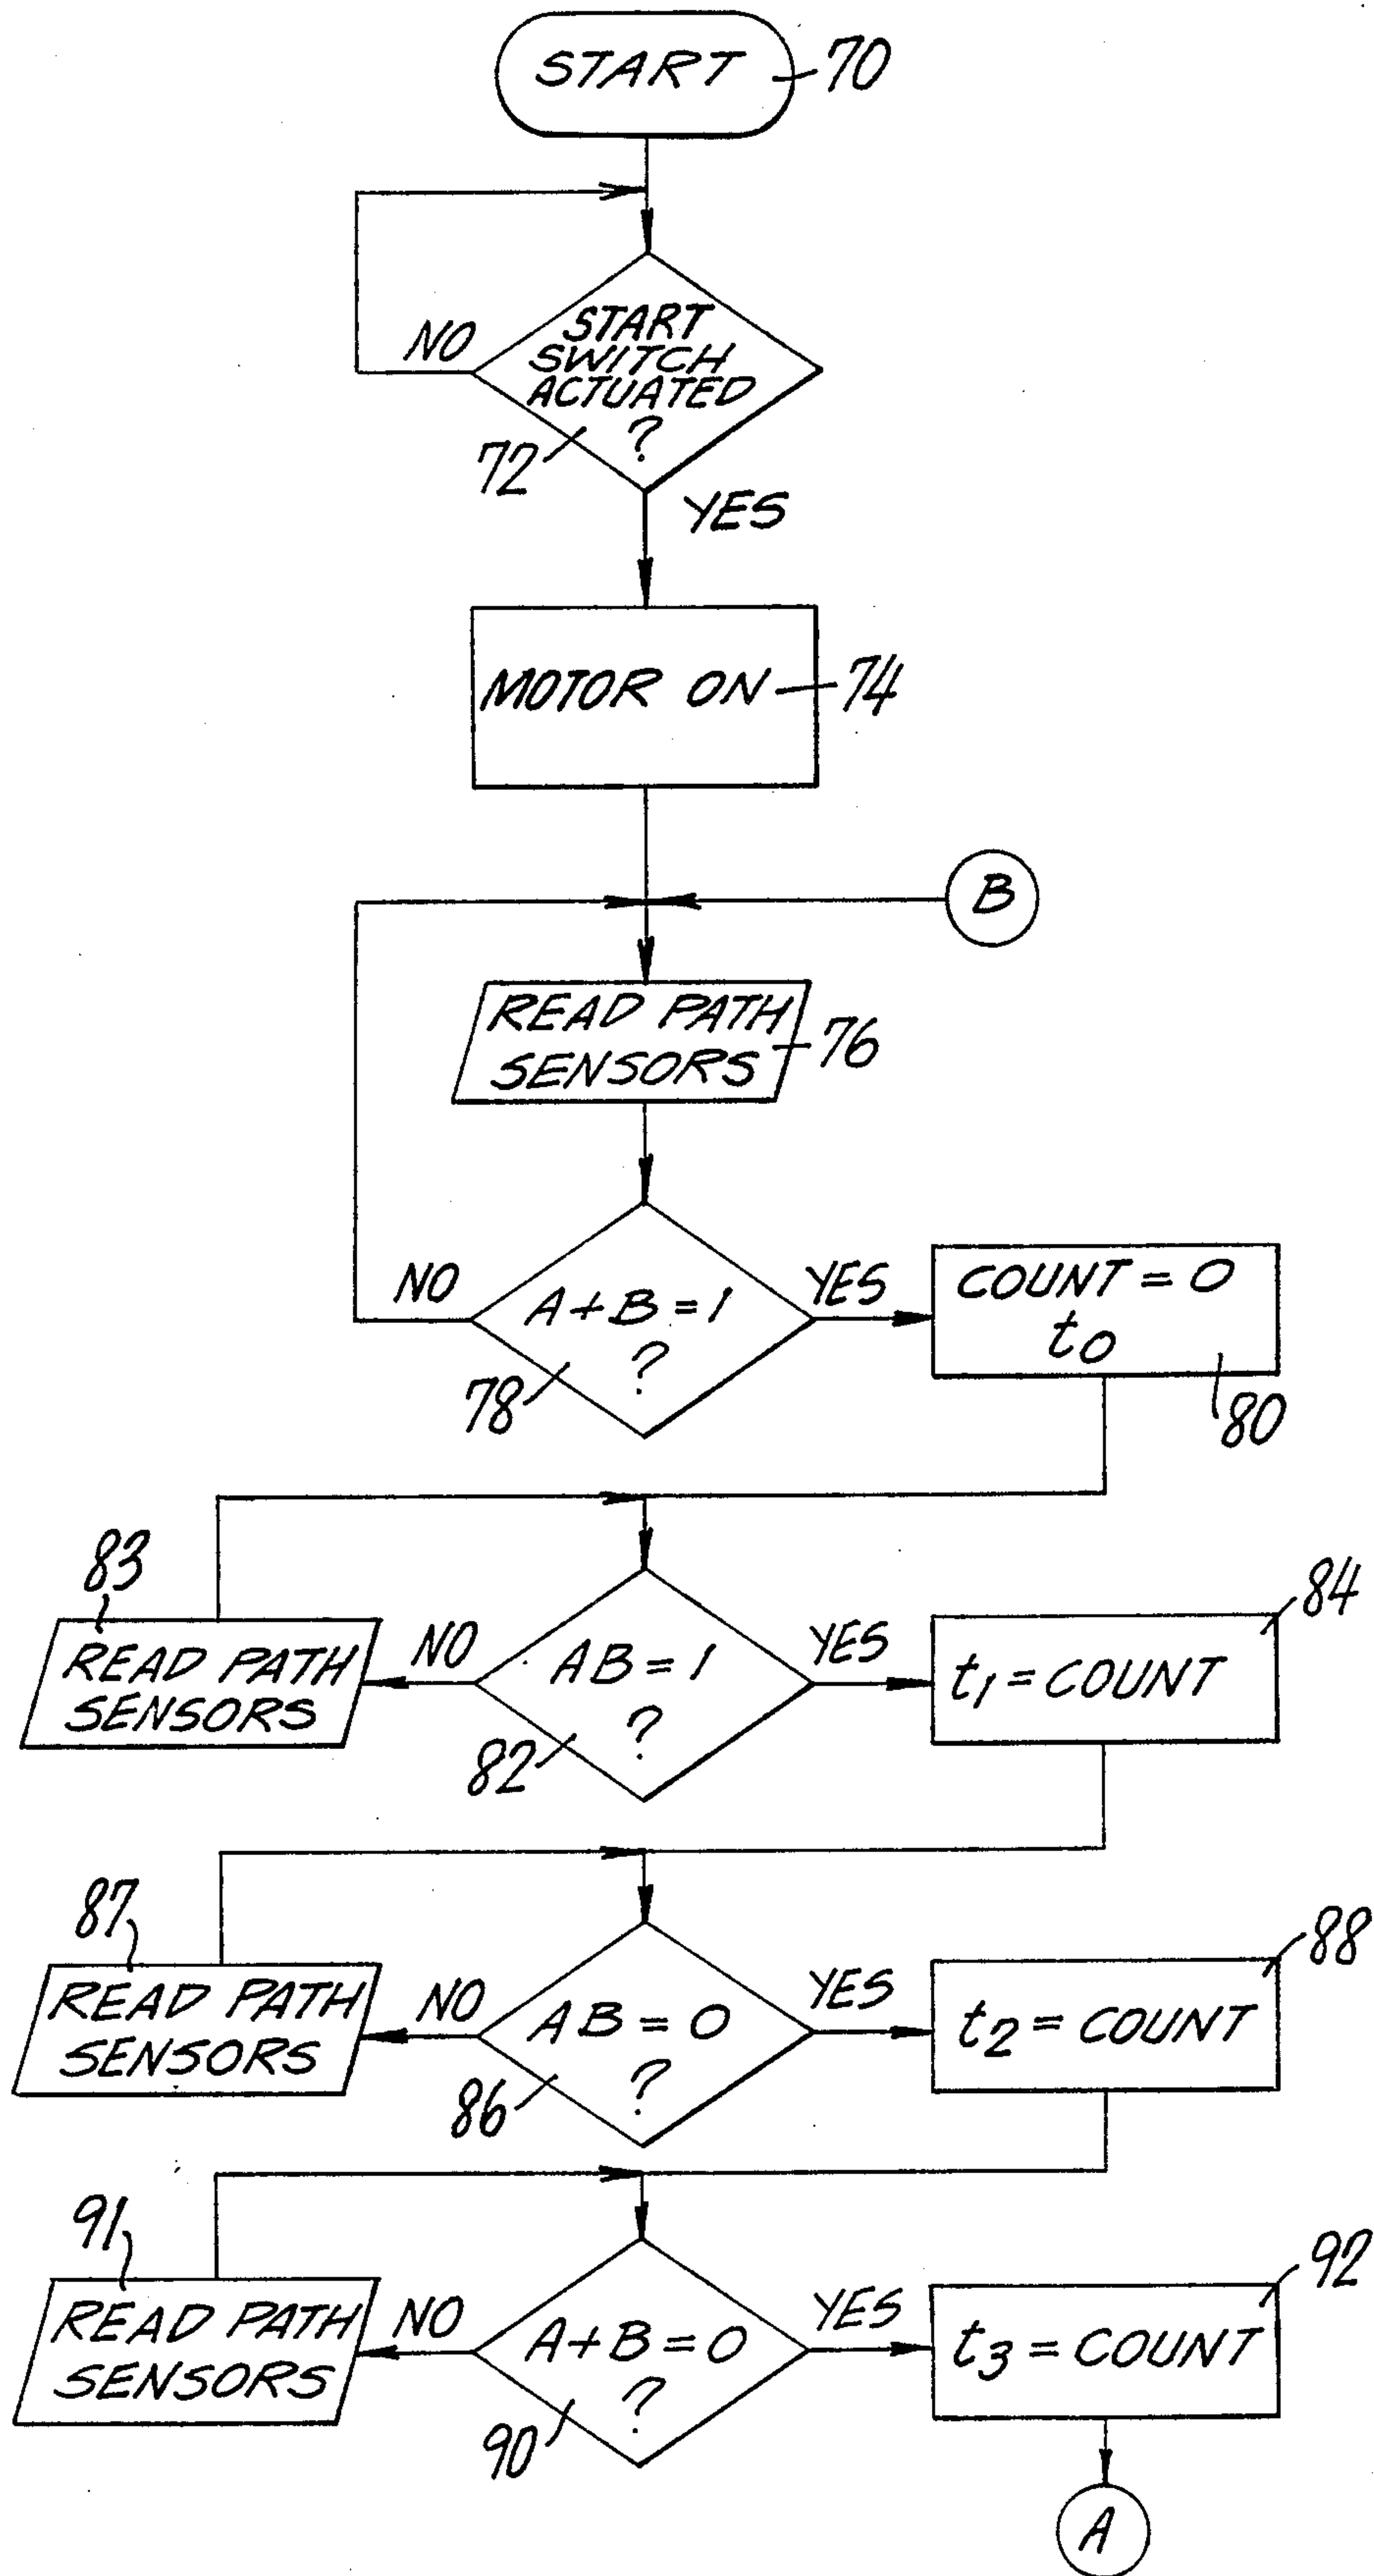 START 70
NO
START
SWITCH
ACTUATED
?
72
YES
MOTOR ON 74
B
READ PATH
SENSORS 76
NO
A+B=1
?
78
YES
COUNT = 0
t0
80
83
READ PATH
SENSORS
NO
AB=1
?
82
YES
t1 = COUNT
84
87
READ PATH
SENSORS
NO
AB=0
?
86
YES
t2 = COUNT
88
91
READ PATH
SENSORS
NO
A+B=0
?
90
YES
t3 = COUNT
92
A